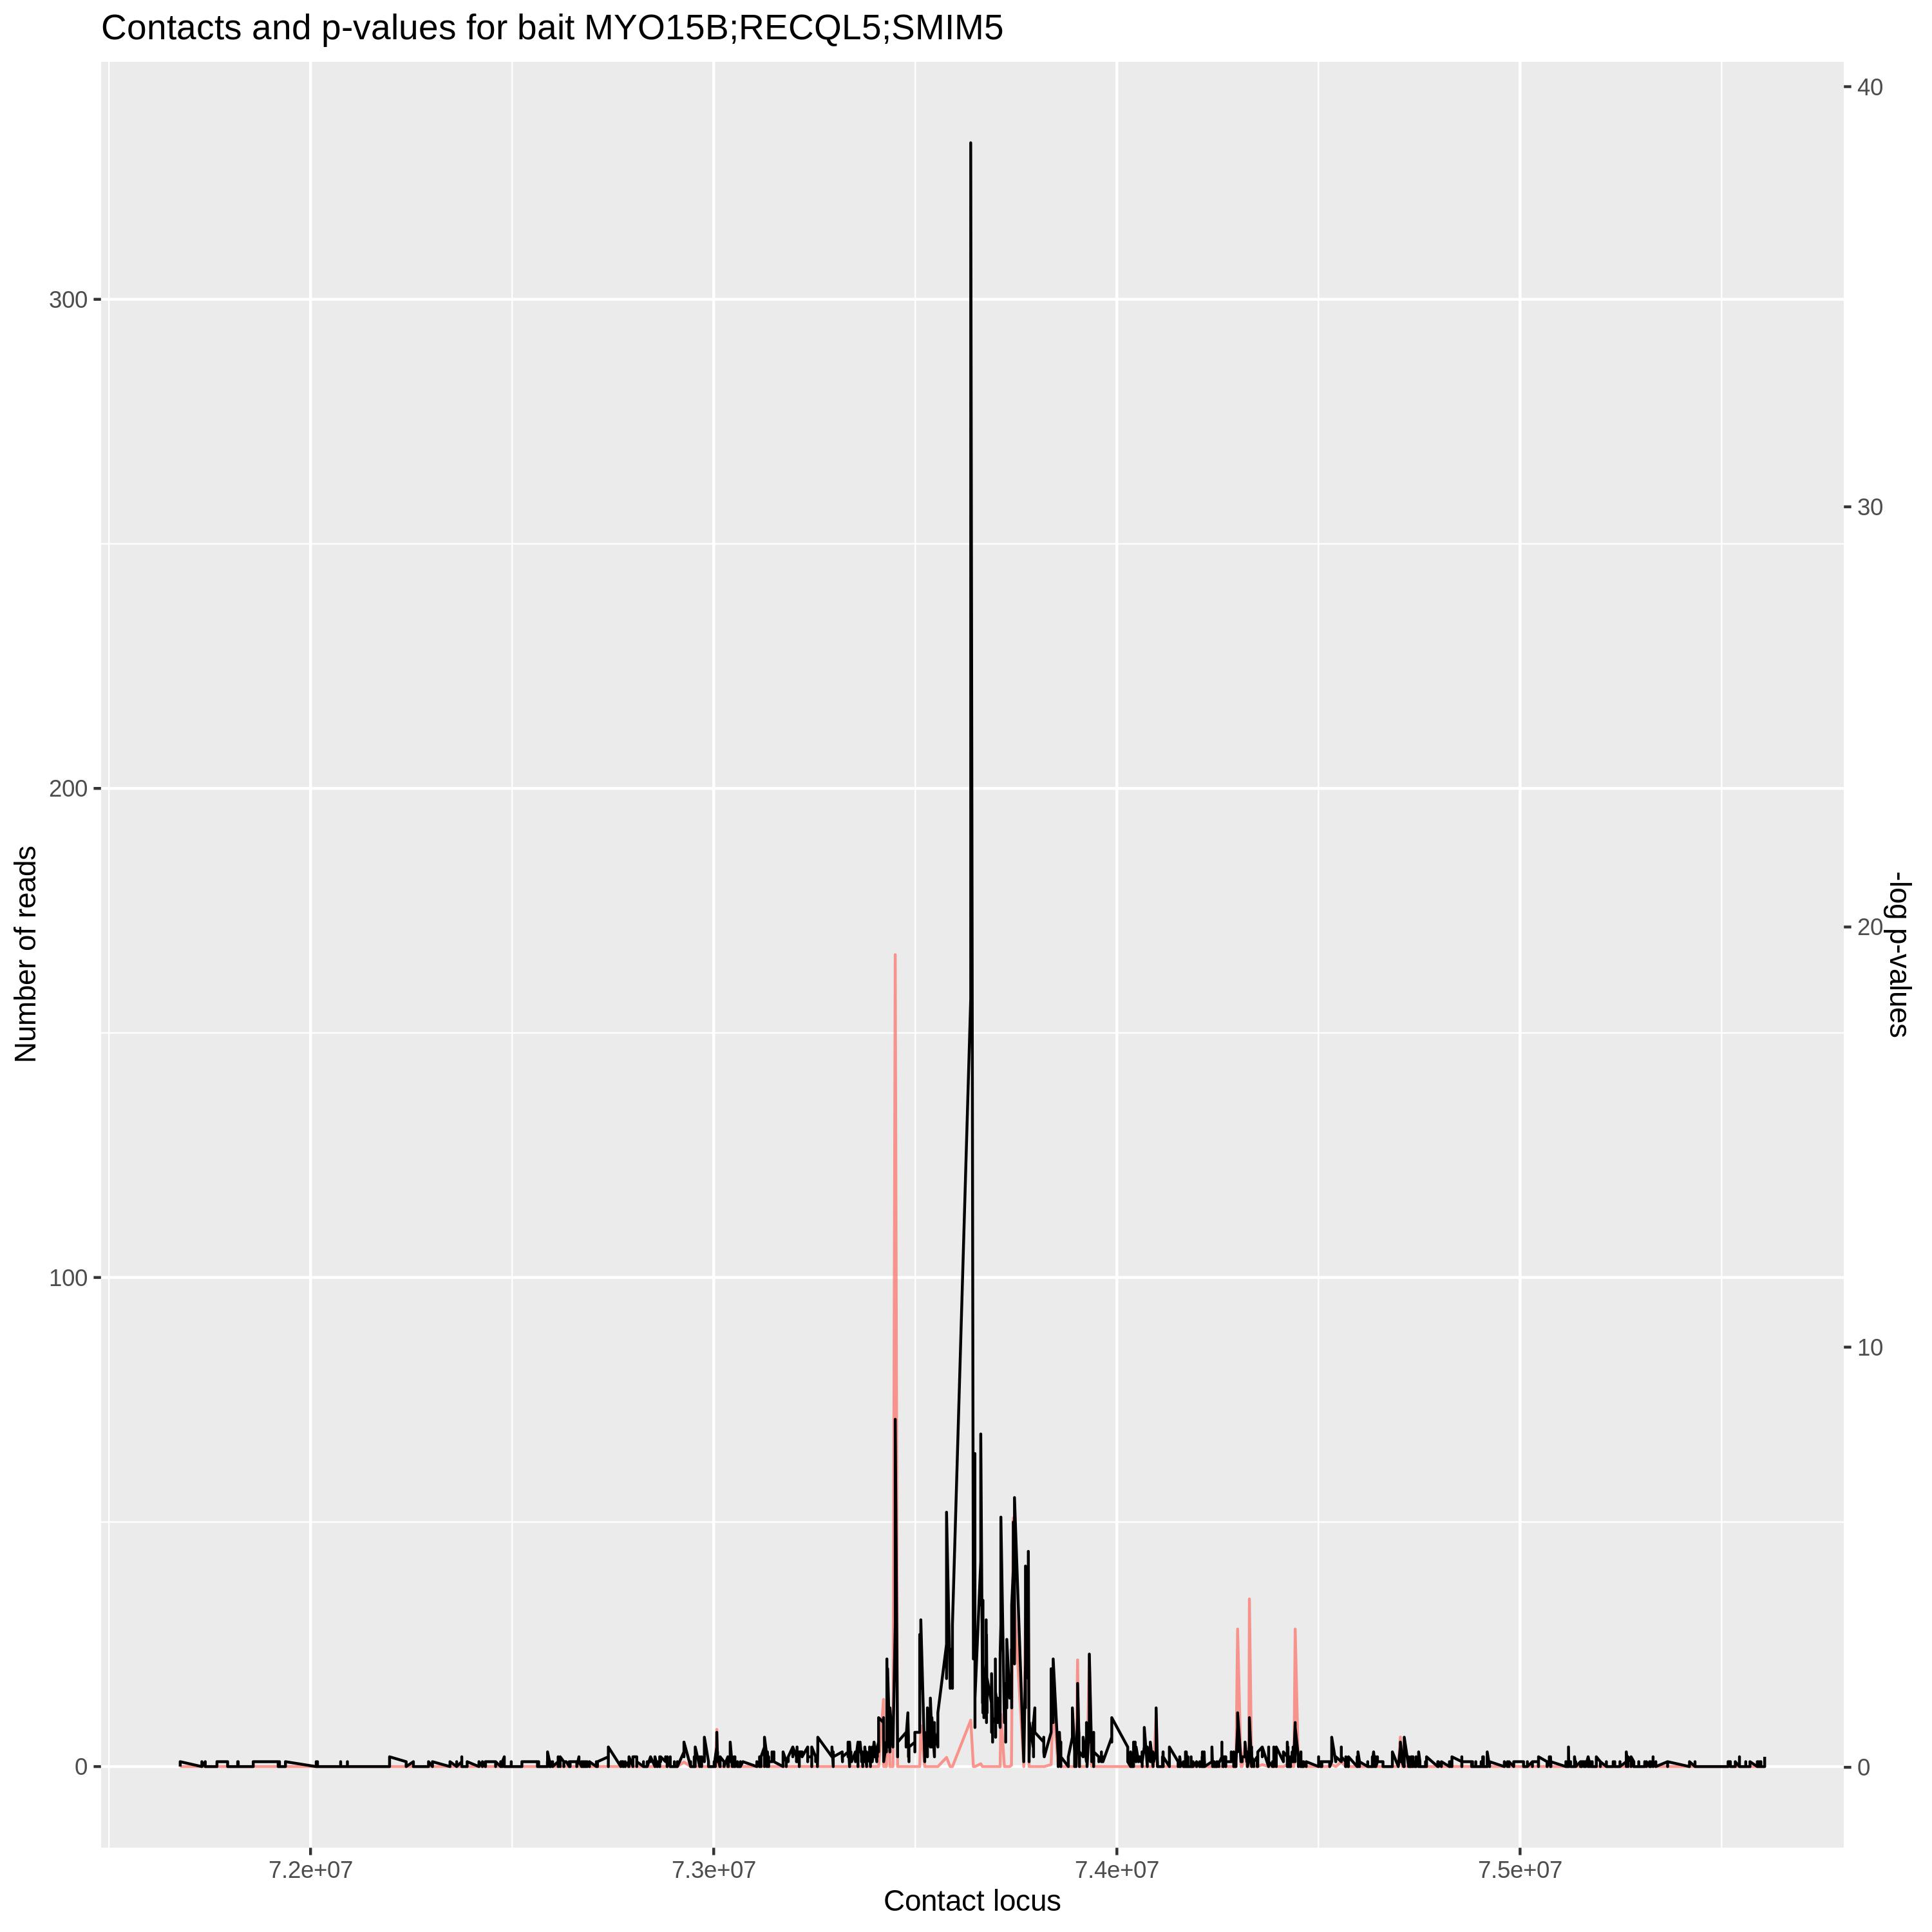 Contacts and p-values for bait MYO15B;RECQL5;SMIM5
40
300
30
200
20
Number of reads
-log p-values
100
10
0
0
7.2e+07
7.3e+07
7.4e+07
7.5e+07
Contact locus